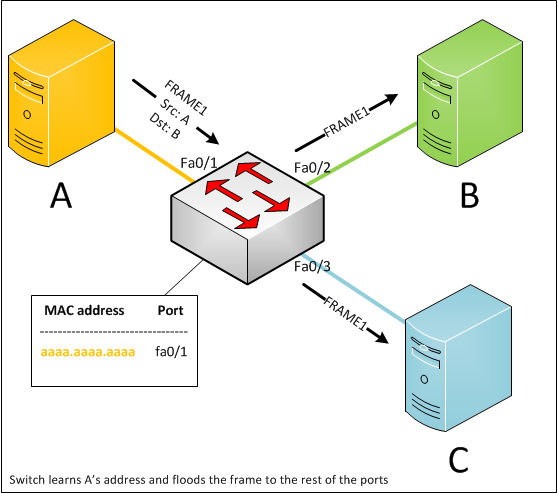 FRAME1
Src: A
Dst: B
FRAME1
Fa0/1
Fa0/2
A
B
Fa0/3
FRAME1
MAC address Port
--------------------------------
aaaa.aaaa.aaaa fa0/1
C
Switch learns A's address and floods the frame to the rest of the ports